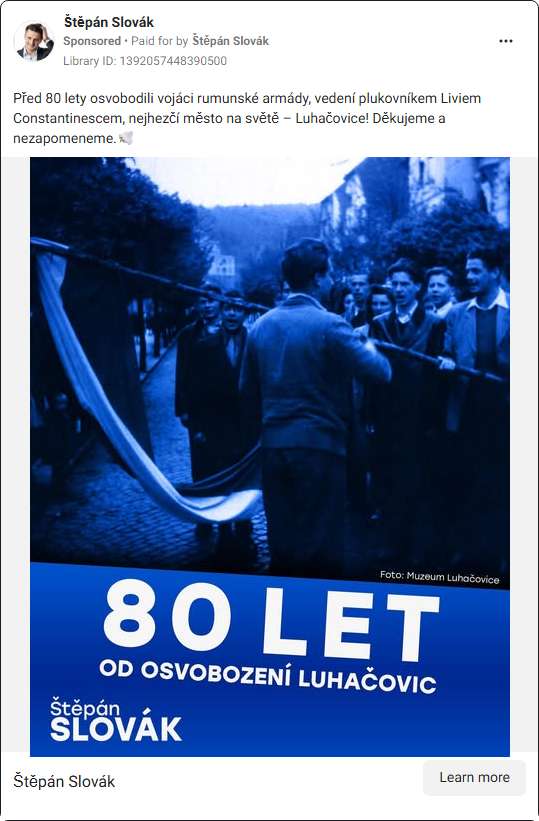 Štěpán Slovák
Sponsored • Paid for by Štěpán Slovák
Library ID: 1392057448390500
Před 80 lety osvobodili vojáci rumunské armády, vedení plukovníkem Liviem
Constantinescem, nejhezčí město na světě – Luhačovice! Děkujeme a
nezapomeneme.🕊️
Foto: Muzeum Luhačovice
80 LET
OD OSVOBOZENÍ LUHAČOVIC
Štěpán
SLOVÁK
Štěpán Slovák
Learn more